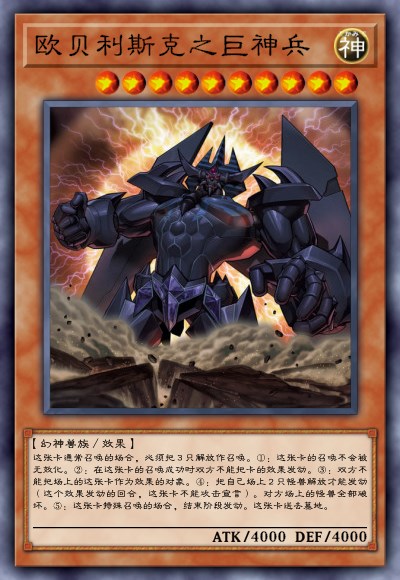 欧贝利斯克之巨神兵
神
かみ
【幻神兽族／效果】
这张卡通常召唤的场合，必须把３只解放作召唤。①：这张卡的召唤不会被
无效化。②：在这张卡的召唤成功时双方不能把卡的效果发动。③：双方不
能把场上的这张卡作为效果的对象。④：把自己场上２只怪兽解放才能发动
（这个效果发动的回合，这张卡不能攻击宣言）。对方场上的怪兽全部破
坏。⑤：这张卡特殊召唤的场合，结束阶段发动。这张卡送去墓地。
ATK/4000 DEF/4000